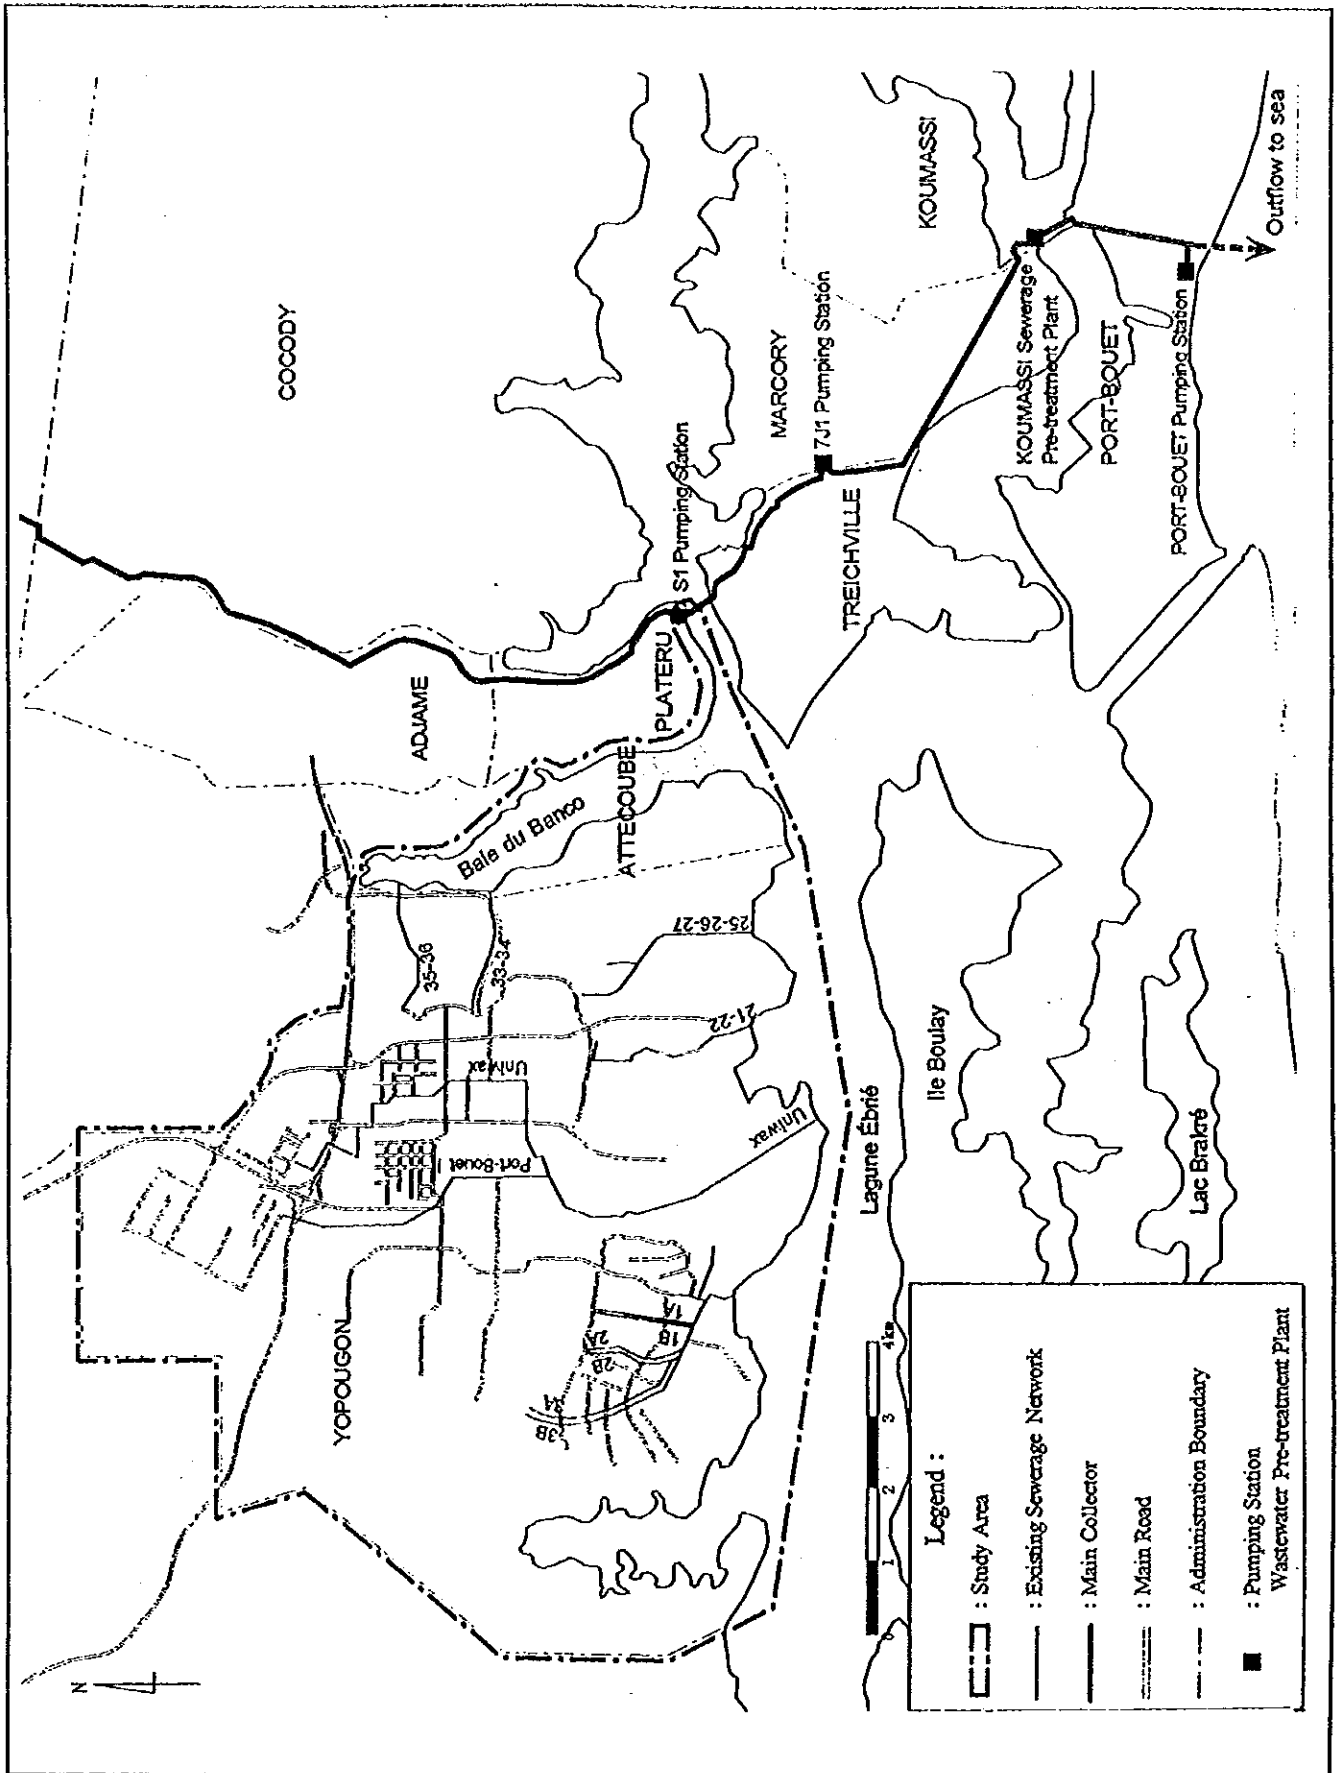 N
COCODY
ADJAME
YOPOUGON
PLATERU
S1 Pumping Station
ATTECOUBE
Baie du Banco
35-36
33-34
25-26-27
21-22
Uniwax
Port-Bouet I
Uniwax
1A
1B
2A
2B
3B
MARCORY
7J1 Pumping Station
TREICHVILLE
KOUMASSI
KOUMASSI Sewerage
Pre-treatment Plant
PORT-BOUET
PORT-BOUET Pumping Station
Outflow to sea
Lagune Ébrié
Ile Boulay
Lac Brakré
0 1 2 3 4km
Legend :
: Study Area
: Existing Sewerage Network
: Main Collector
: Main Road
: Administration Boundary
: Pumping Station
Wastewater Pre-treatment Plant